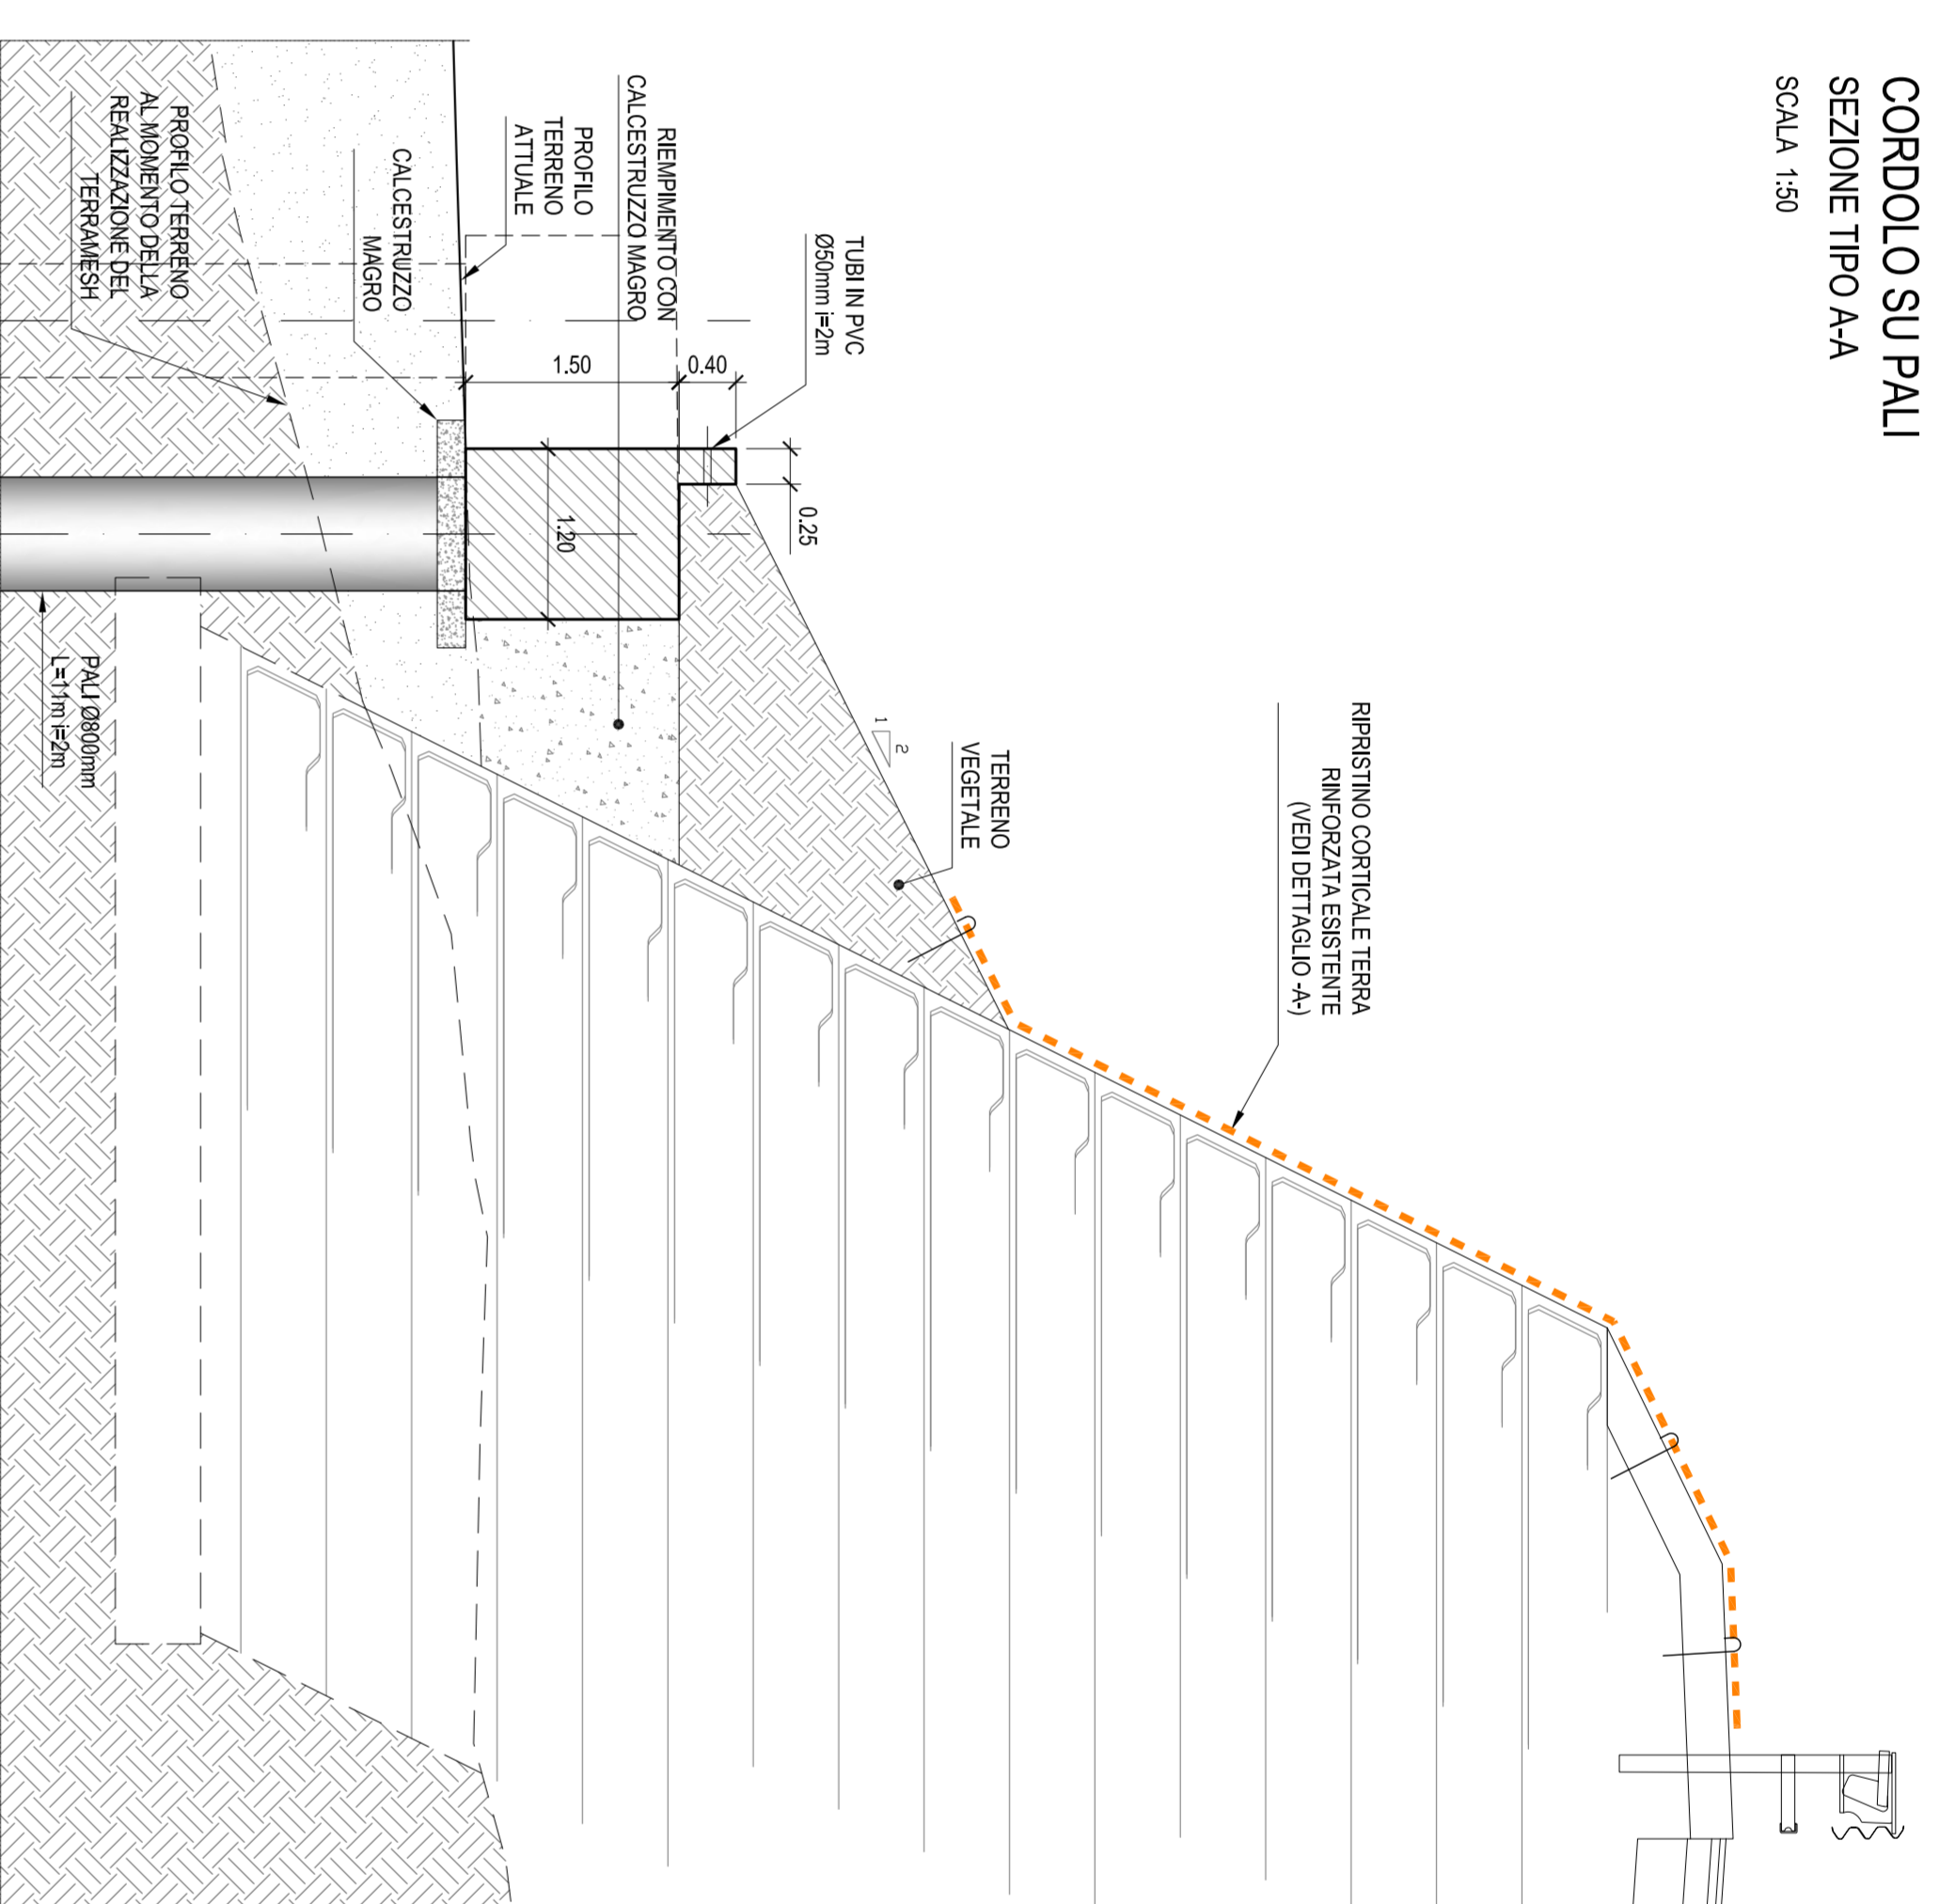 CORDOLO SU PALI
SEZIONE TIPO A-A
SCALA 1:50
RIPRISTINO CORTICALE TERRA
RINFORZATA ESISTENTE
(VEDI DETTAGLIO -A-)
TERRENO
VEGETALE
1
2
TUBI IN PVC
Ø50mm i=2m
0.25
0.40
1.50
1.20
RIEMPIMENTO CON
CALCESTRUZZO MAGRO
PROFILO
TERRENO
ATTUALE
CALCESTRUZZO
MAGRO
PROFILO TERRENO
AL MOMENTO DELLA
REALIZZAZIONE DEL
TERRAMESH
PALI Ø800mm
L=11m i=2m